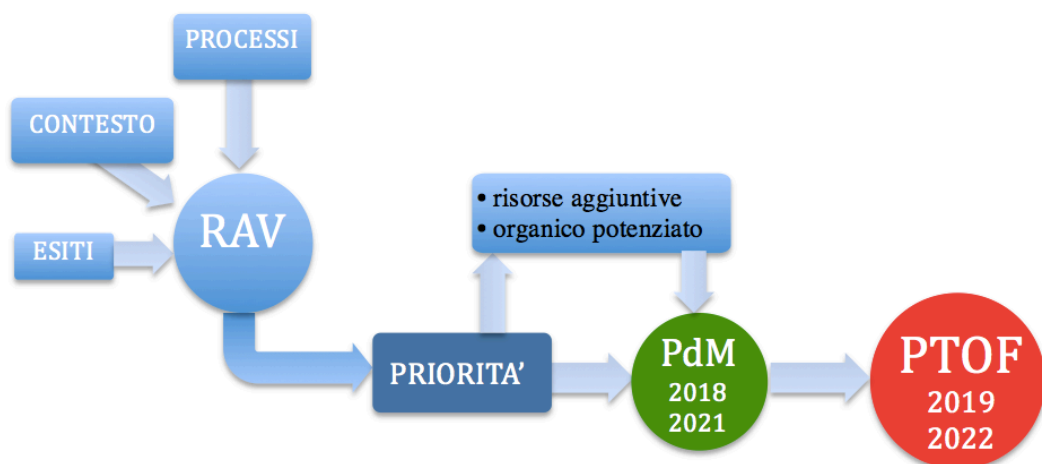 PROCESSI
CONTESTO
RAV
ESITI
• risorse aggiuntive
• organico potenziato
PRIORITA’
PdM
2018
2021
PTOF
2019
2022